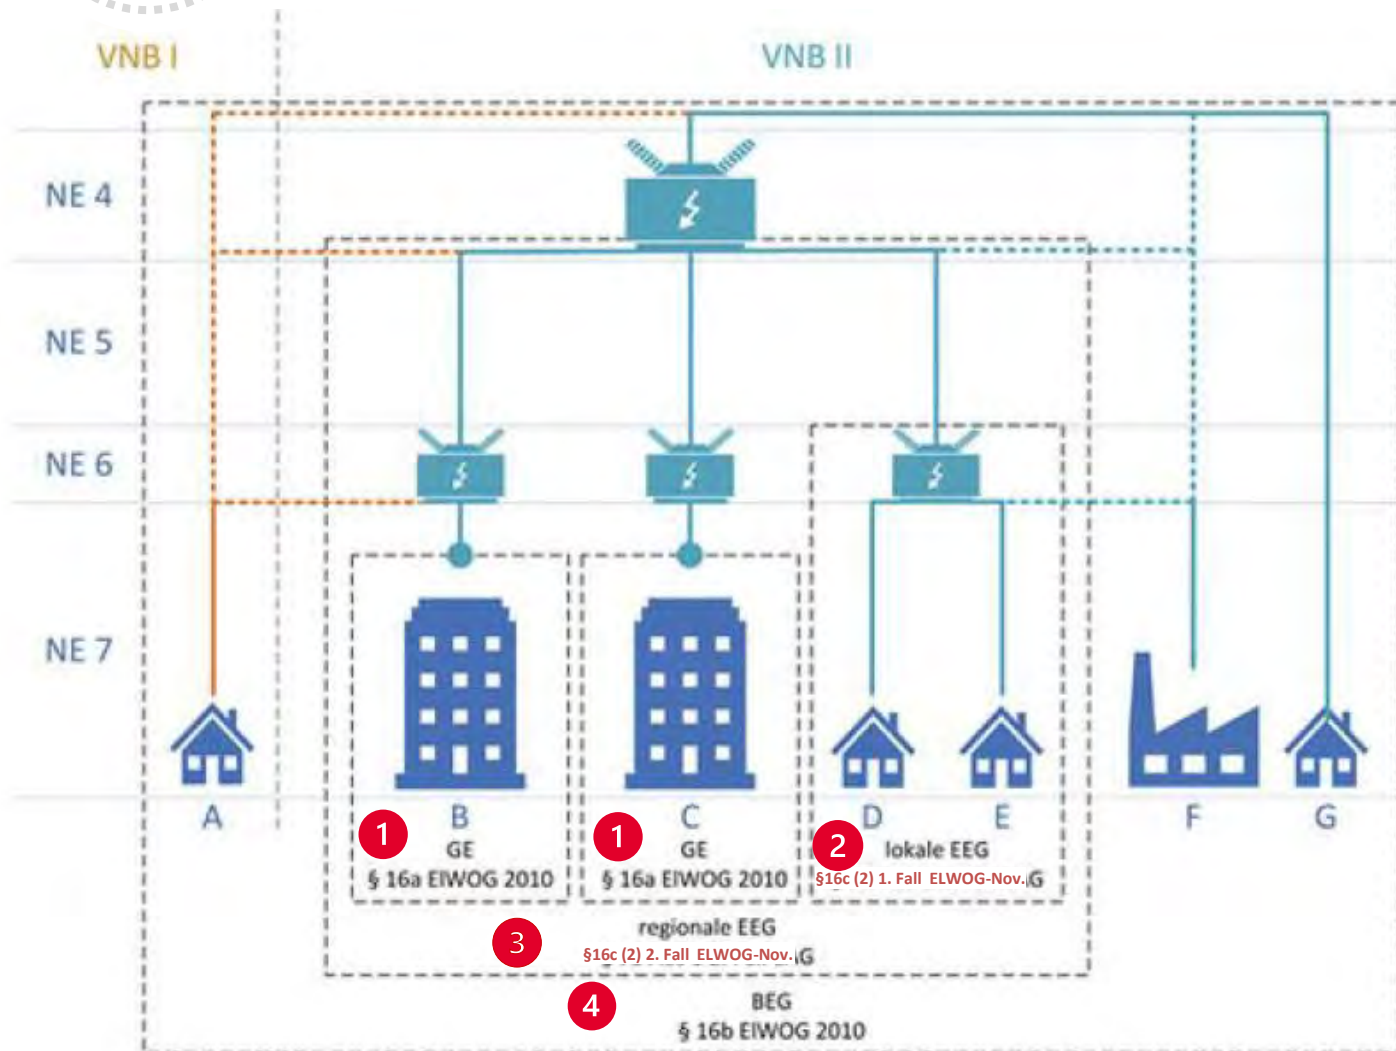 VNB I
VNB II
NE 4
NE 5
NE 6
NE 7
A
B
C
D
E
F
G
1
GE
§ 16a ElWOG 2010
1
GE
§ 16a ElWOG 2010
2
lokale EEG
§16c (2) 1. Fall ELWOG-Nov.
regionale EEG
3
§16c (2) 2. Fall ELWOG-Nov.
4
BEG
§ 16b ElWOG 2010